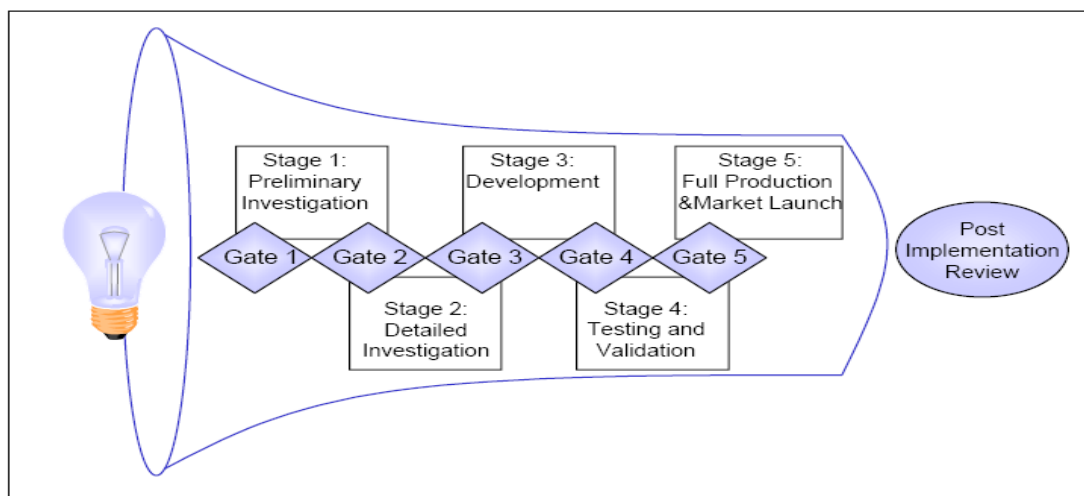 Stage 1:
Preliminary
Investigation
Stage 3:
Development
Stage 5:
Full Production
&Market Launch
Gate 1
Gate 2
Gate 3
Gate 4
Gate 5
Post
Implementation
Review
Stage 2:
Detailed
Investigation
Stage 4:
Testing and
Validation